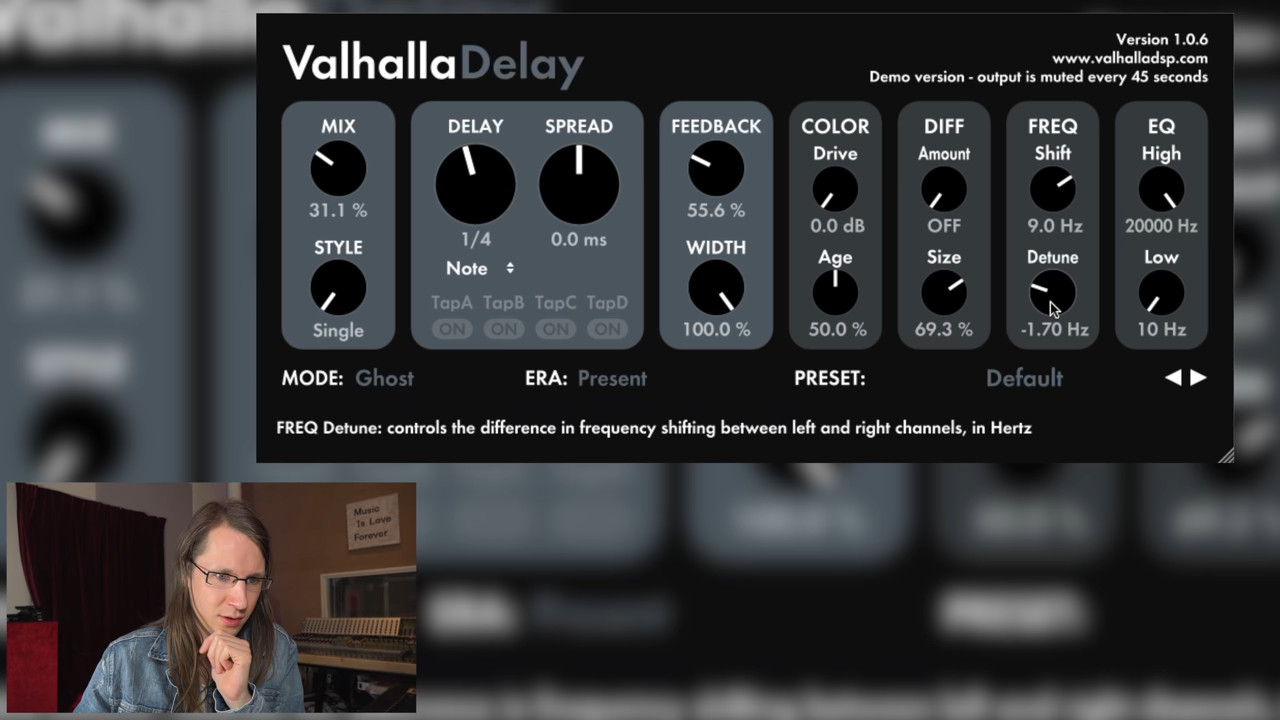 ValhallaDelay
Version 1.0.6
www.valhalladsp.com
Demo version - output is muted every 45 seconds
MIX
31.1 %
STYLE
Single
DELAY
1/4
SPREAD
0.0 ms
Note
TapA TapB TapC TapD
ON ON ON ON
FEEDBACK
55.6 %
WIDTH
100.0 %
COLOR
Drive
0.0 dB
Age
50.0 %
DIFF
Amount
OFF
Size
69.3 %
FREQ
Shift
9.0 Hz
Detune
-1.70 Hz
EQ
High
20000 Hz
Low
10 Hz
MODE: Ghost ERA: Present PRESET: Default
FREQ Detune: controls the difference in frequency shifting between left and right channels, in Hertz
Music
Is Love
Forever